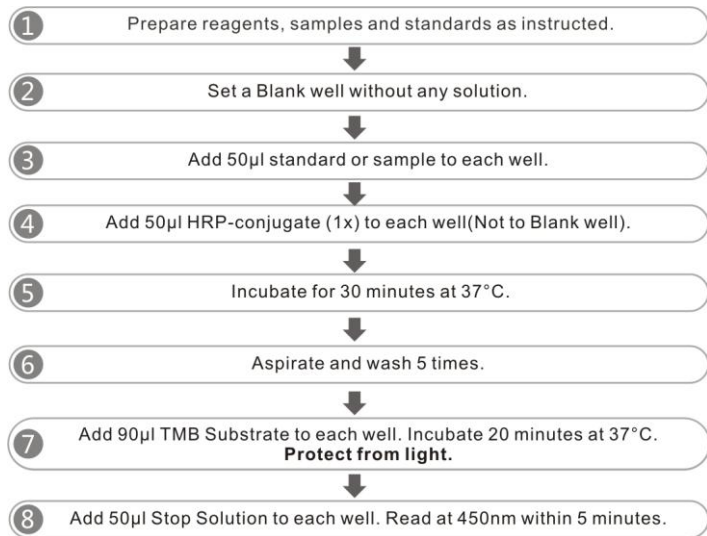 1 Prepare reagents, samples and standards as instructed.
2 Set a Blank well without any solution.
3 Add 50μl standard or sample to each well.
4 Add 50μl HRP-conjugate (1x) to each well(Not to Blank well).
5 Incubate for 30 minutes at 37°C.
6 Aspirate and wash 5 times.
7 Add 90μl TMB Substrate to each well. Incubate 20 minutes at 37°C.
Protect from light.
8 Add 50μl Stop Solution to each well. Read at 450nm within 5 minutes.